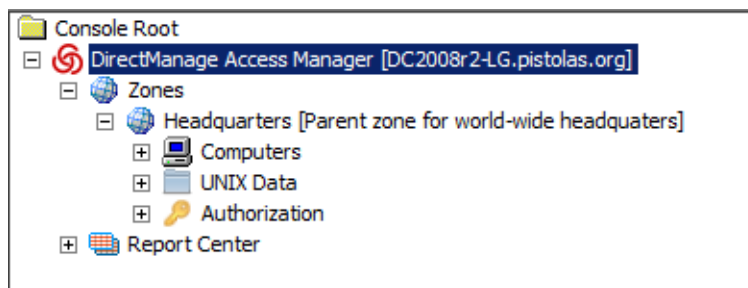 Console Root
DirectManage Access Manager [DC2008r2-LG.pistolas.org]
Zones
Headquarters [Parent zone for world-wide headquaters]
Computers
UNIX Data
Authorization
Report Center